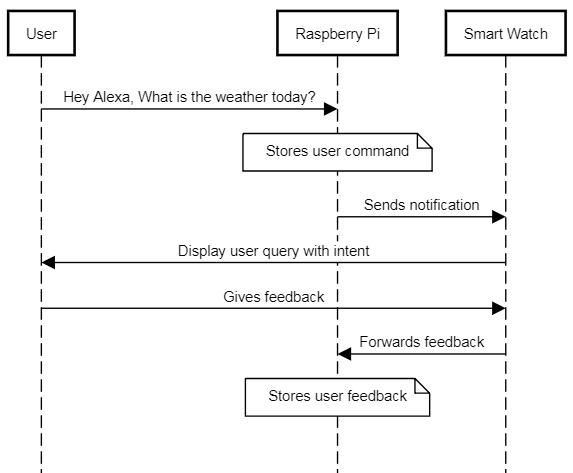 User
Raspberry Pi
Smart Watch
Hey Alexa, What is the weather today?
Stores user command
Sends notification
Display user query with intent
Gives feedback
Forwards feedback
Stores user feedback